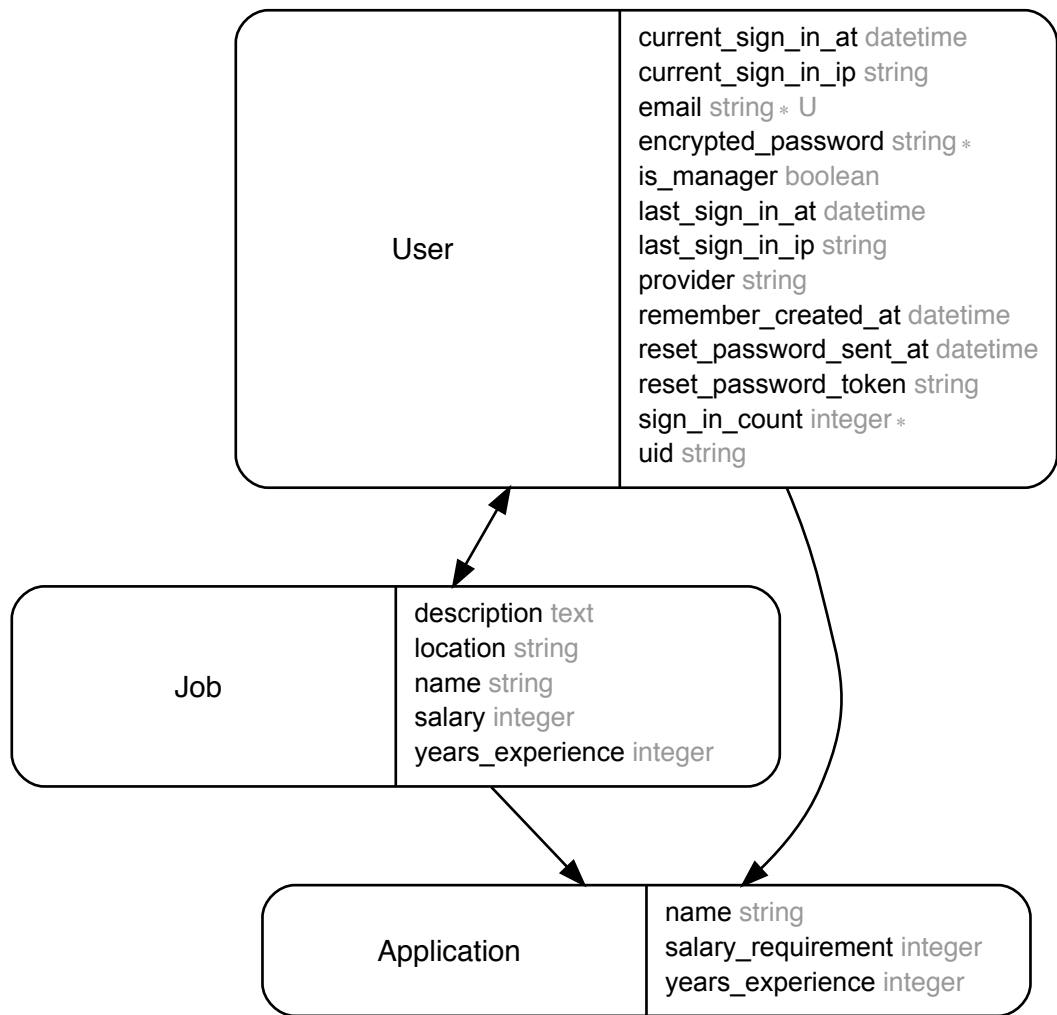 User
current_sign_in_at datetime
current_sign_in_ip string
email string * U
encrypted_password string *
is_manager boolean
last_sign_in_at datetime
last_sign_in_ip string
provider string
remember_created_at datetime
reset_password_sent_at datetime
reset_password_token string
sign_in_count integer *
uid string
Job
description text
location string
name string
salary integer
years_experience integer
Application
name string
salary_requirement integer
years_experience integer